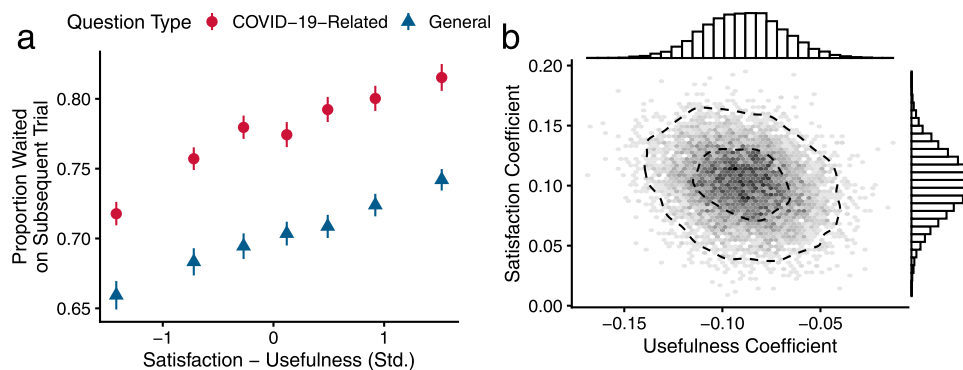 a
Question Type COVID−19−Related General
Proportion Waited
on Subsequent Trial
0.80
0.75
0.70
0.65
−1 0 1
Satisfaction − Usefulness (Std.)
b
Satisfaction Coefficient
0.20
0.15
0.10
0.05
0.00
−0.15 −0.10 −0.05
Usefulness Coefficient